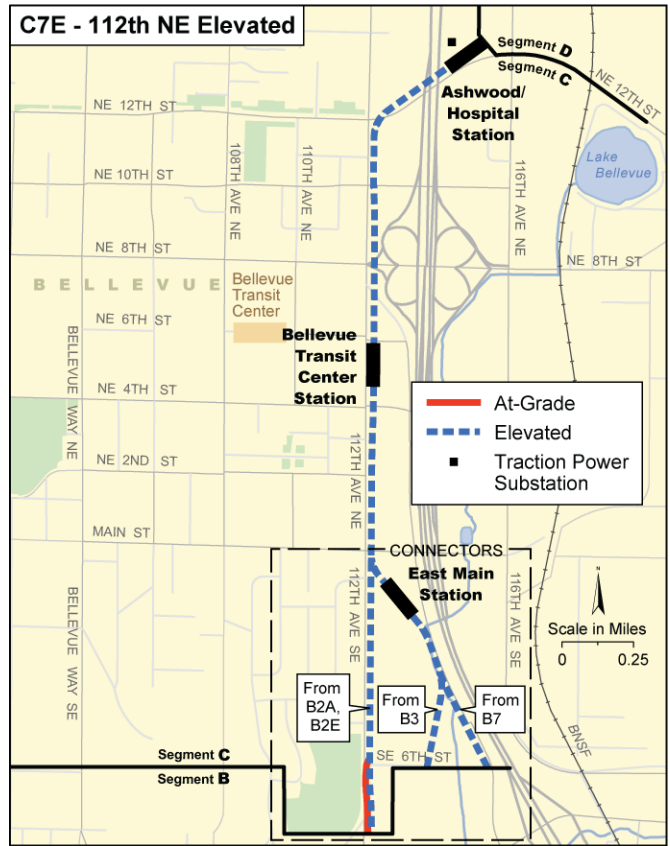 C7E - 112th NE Elevated
Segment D
Segment C
NE 12TH ST
Ashwood/
Hospital
Station
NE 12TH ST
Lake
Bellevue
108TH AVE NE
110TH AVE NE
116TH AVE NE
NE 10TH ST
NE 8TH ST
NE 8TH ST
BELLEVUE
Bellevue
Transit
Center
NE 6TH ST
Bellevue
Transit
Center
Station
BELLEVUE WAY NE
NE 4TH ST
At-Grade
Elevated
Traction Power
Substation
112TH AVE NE
NE 2ND ST
MAIN ST
CONNECTORS
East Main
Station
112TH AVE SE
116TH AVE SE
BELLEVUE WAY SE
N
Scale in Miles
0 0.25
From
B2A,
B2E
From
B3
From
B7
BNSF
SE 6TH ST
Segment C
Segment B